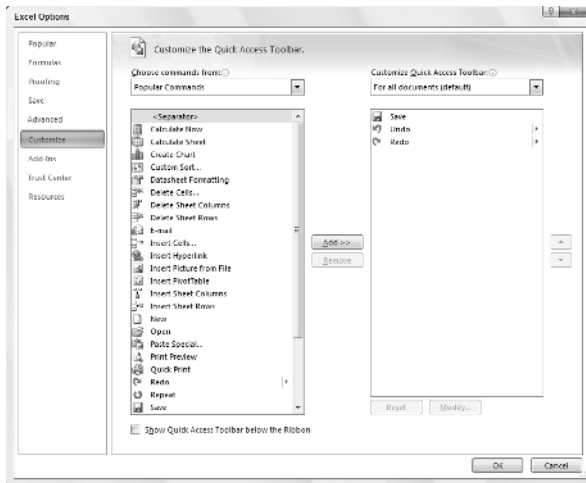 Excel Options
Popular
Formulas
Proofing
Save
Advanced
Customize
Add-Ins
Trust Center
Resources
Customize the Quick Access Toolbar.
Choose commands from:
Popular Commands
<Separator>
Calculate Now
Calculate Sheet
Create Chart
Custom Sort...
Datasheet Formatting
Delete Cells...
Delete Sheet Columns
Delete Sheet Rows
E-mail
Insert Cells...
Insert Hyperlink
Insert Picture from File
Insert PivotTable
Insert Sheet Columns
Insert Sheet Rows
New
Open
Paste Special...
Print Preview
Quick Print
Redo
Repeat
Save
Show Quick Access Toolbar below the Ribbon
Add >>
Remove
Customize Quick Access Toolbar:
For all documents (default)
Save
Undo
Redo
Reset
Modify...
OK
Cancel